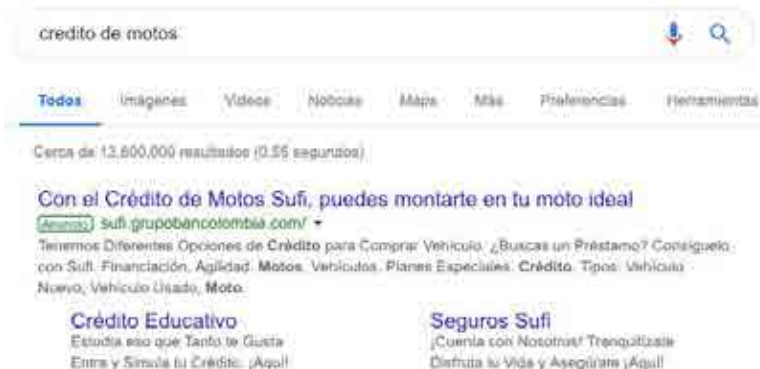 credito de motos
Todos Imágenes Videos Noticias Maps Más Preferencias Herramientas
Cerca de 13,600,000 resultados (0.55 segundos)
Con el Crédito de Motos Sufi, puedes montarte en tu moto ideal
Anuncio sufi.grupobancolombia.com/
Tenemos Diferentes Opciones de Crédito para Comprar Vehículo. ¿Buscas un Préstamo? Consíguelo
con Sufi. Financiación. Agilidad. Motos. Vehículos. Planes Especiales. Crédito. Tipos: Vehículo
Nuevo, Vehículo Usado, Moto.
Crédito Educativo
Estudia eso que Tanto te Gusta
Entra y Simula tu Crédito. ¡Aquí!
Seguros Sufi
¡Cuenta con Nosotros! Tranquilízate
Disfruta tu Vida y Asegúrate ¡Aquí!